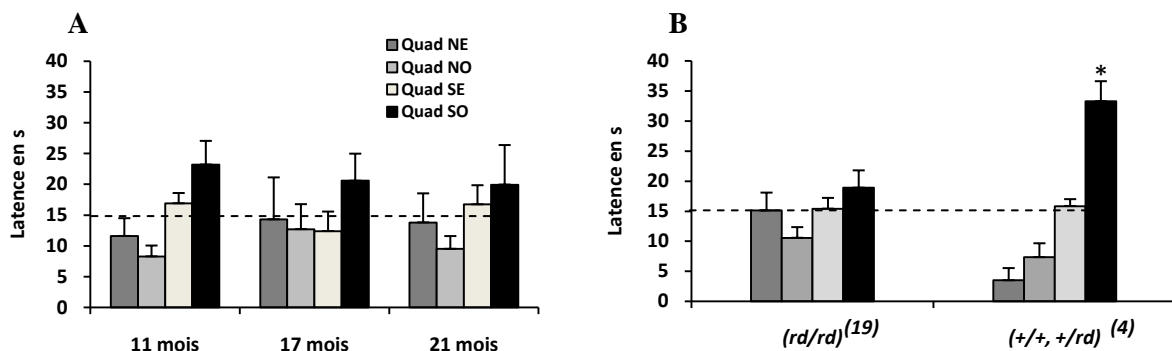 A
Latence en s
40
35
30
25
20
15
10
5
0
11 mois
17 mois
21 mois
Quad NE
Quad NO
Quad SE
Quad SO
B
Latence en s
40
35
30
25
20
15
10
5
0
*
(rd/rd)(19)
(+/+, +/rd) (4)